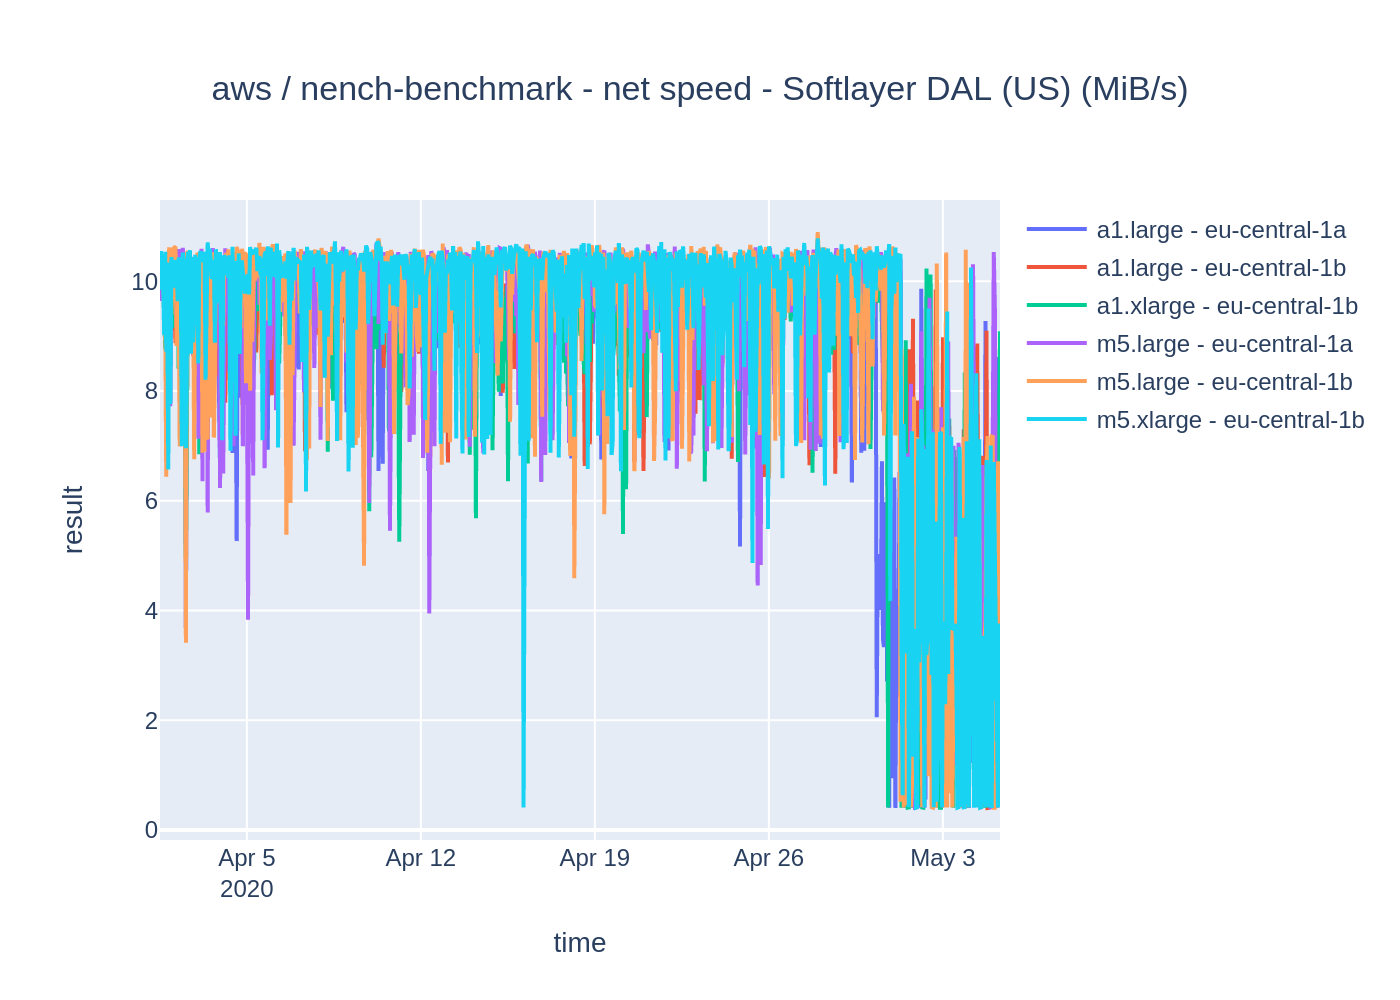 aws / nench-benchmark - net speed - Softlayer DAL (US) (MiB/s)
a1.large - eu-central-1a
a1.large - eu-central-1b
a1.xlarge - eu-central-1b
m5.large - eu-central-1a
m5.large - eu-central-1b
m5.xlarge - eu-central-1b
10
8
6
4
2
0
result
Apr 5
2020
Apr 12
Apr 19
Apr 26
May 3
time